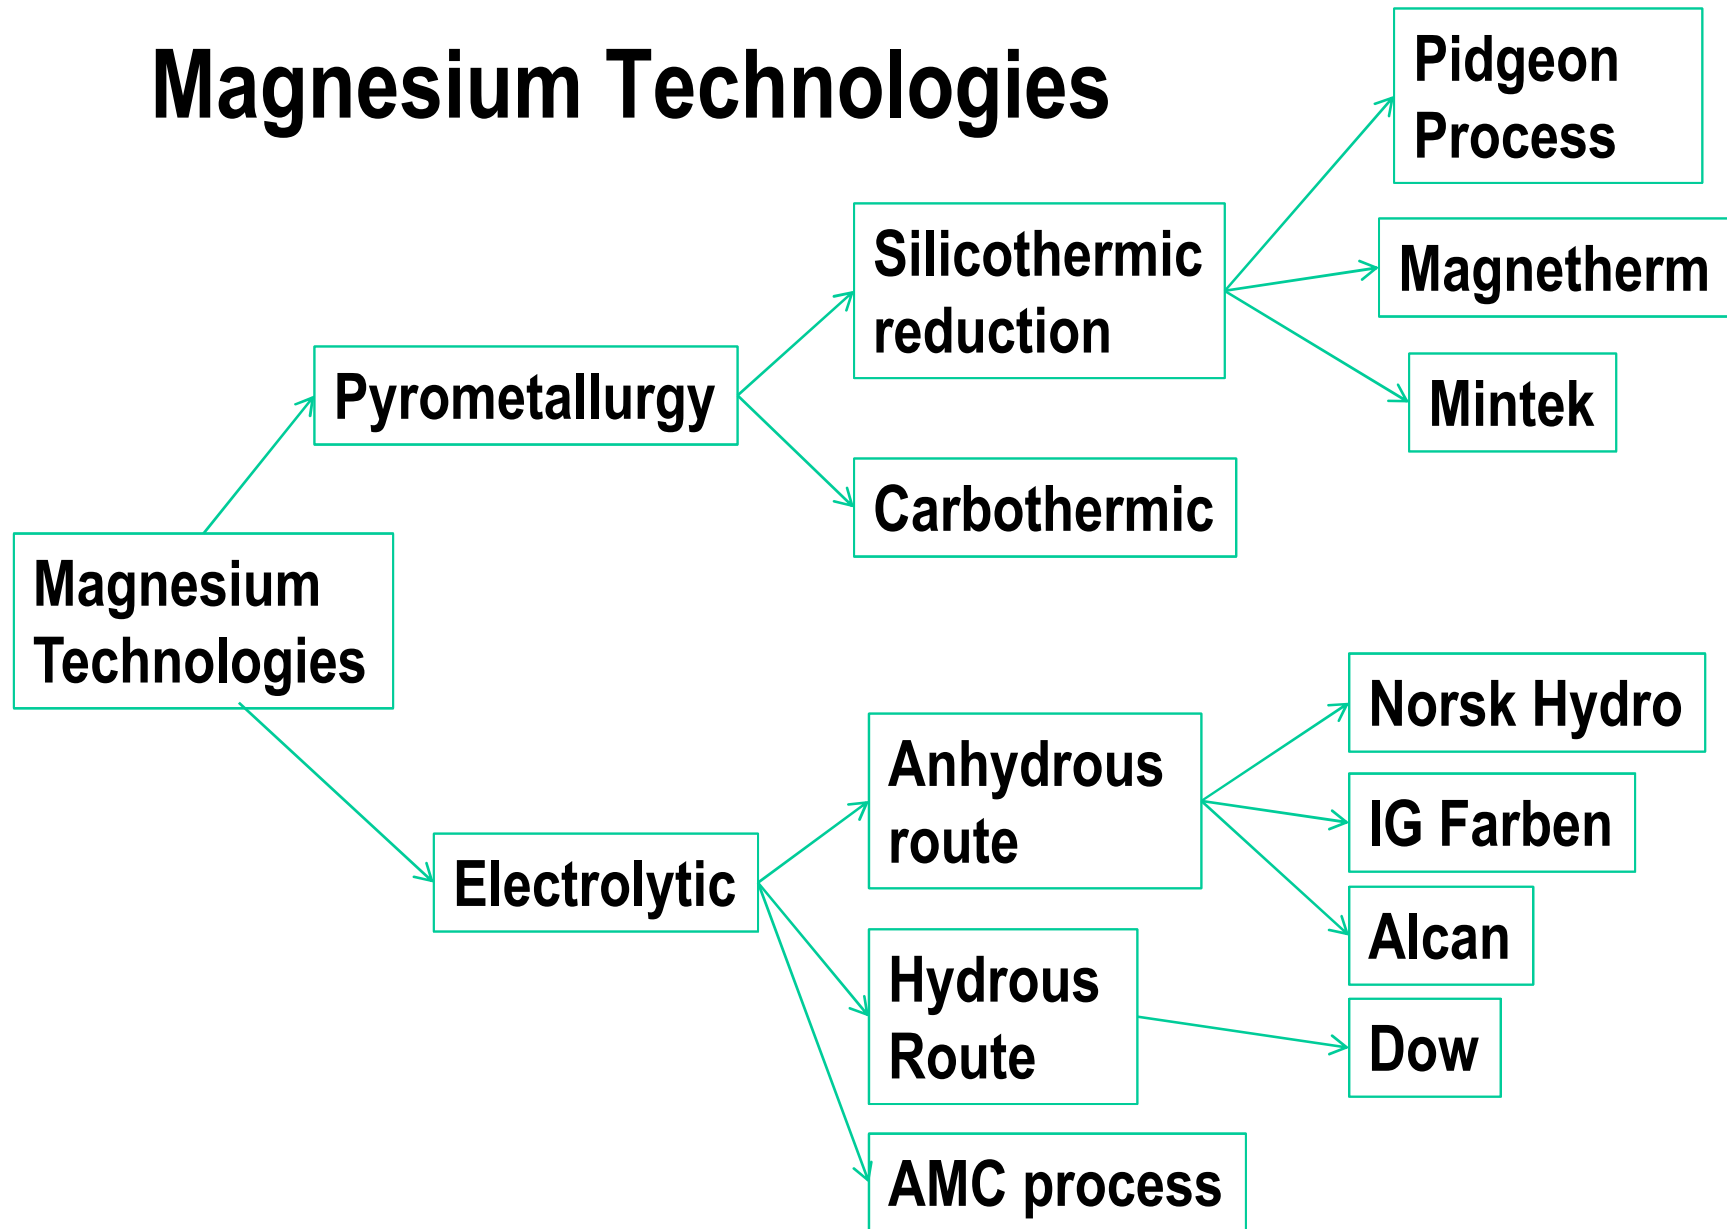 Magnesium Technologies
Pidgeon
Process
Silicothermic
reduction
Magnetherm
Pyrometallurgy
Mintek
Carbothermic
Magnesium
Technologies
Norsk Hydro
Anhydrous
route
IG Farben
Electrolytic
Alcan
Hydrous
Route
Dow
AMC process